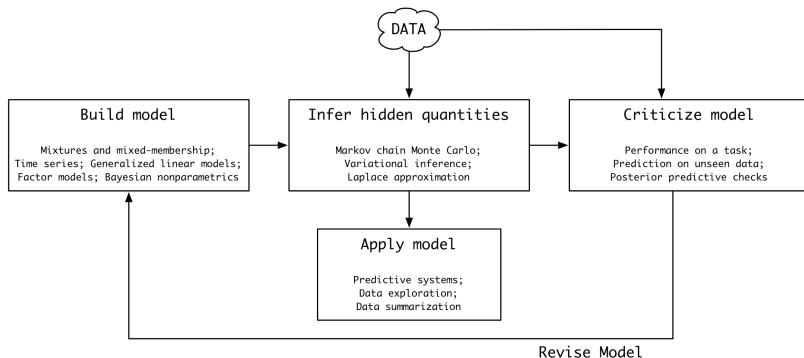 DATA
Build model
Mixtures and mixed-membership;
Time series; Generalized linear models;
Factor models; Bayesian nonparametrics
Infer hidden quantities
Markov chain Monte Carlo;
Variational inference;
Laplace approximation
Criticize model
Performance on a task;
Prediction on unseen data;
Posterior predictive checks
Apply model
Predictive systems;
Data exploration;
Data summarization
Revise Model